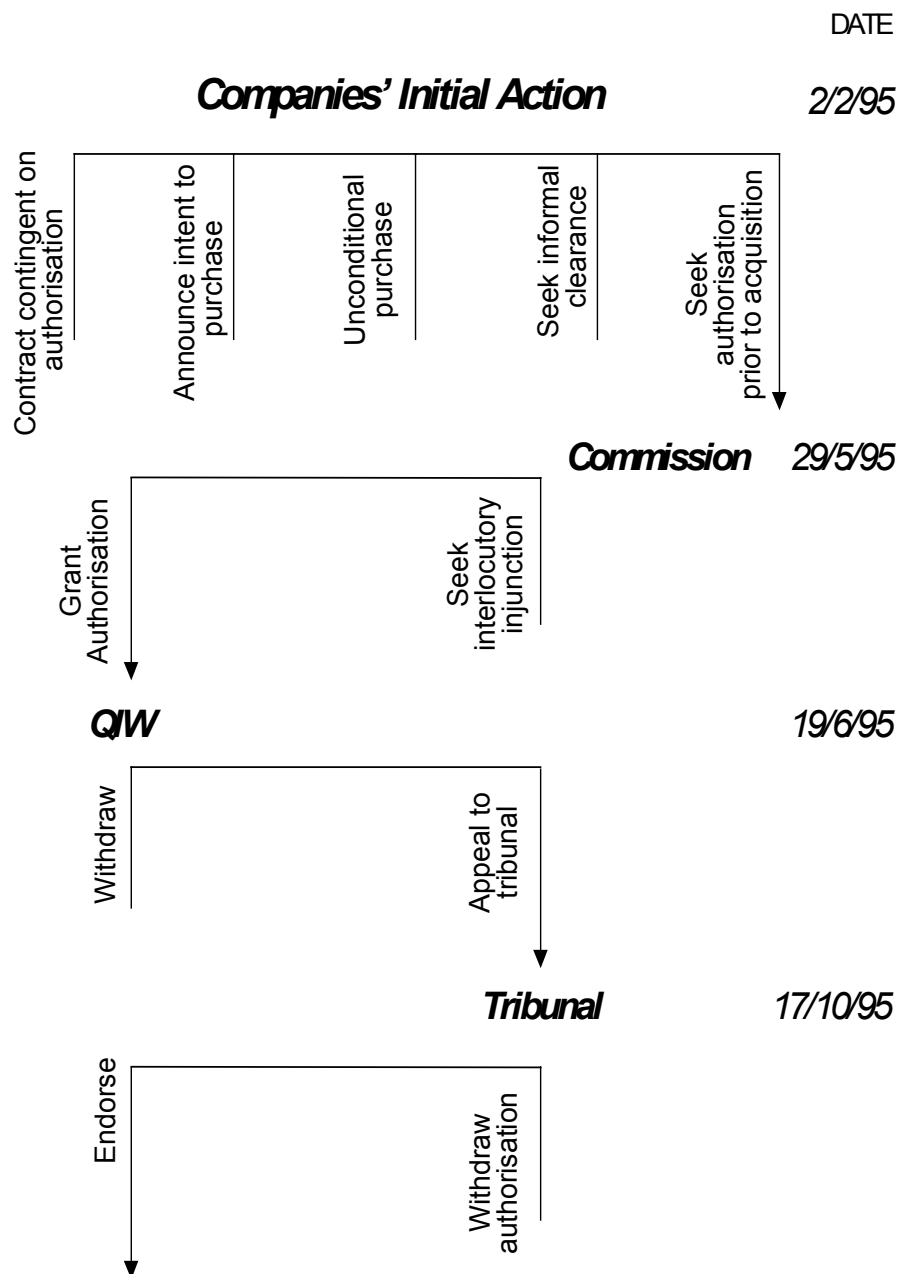 DATE
Companies’ Initial Action 2/2/95
Contract contingent on
authorisation
Announce intent to
purchase
Unconditional
purchase
Seek informal
clearance
Seek
authorisation
prior to acquisition
Commission 29/5/95
Grant
Authorisation
Seek
interlocutory
injunction
QIW 19/6/95
Withdraw
Appeal to
tribunal
Tribunal 17/10/95
Endorse
Withdraw
authorisation